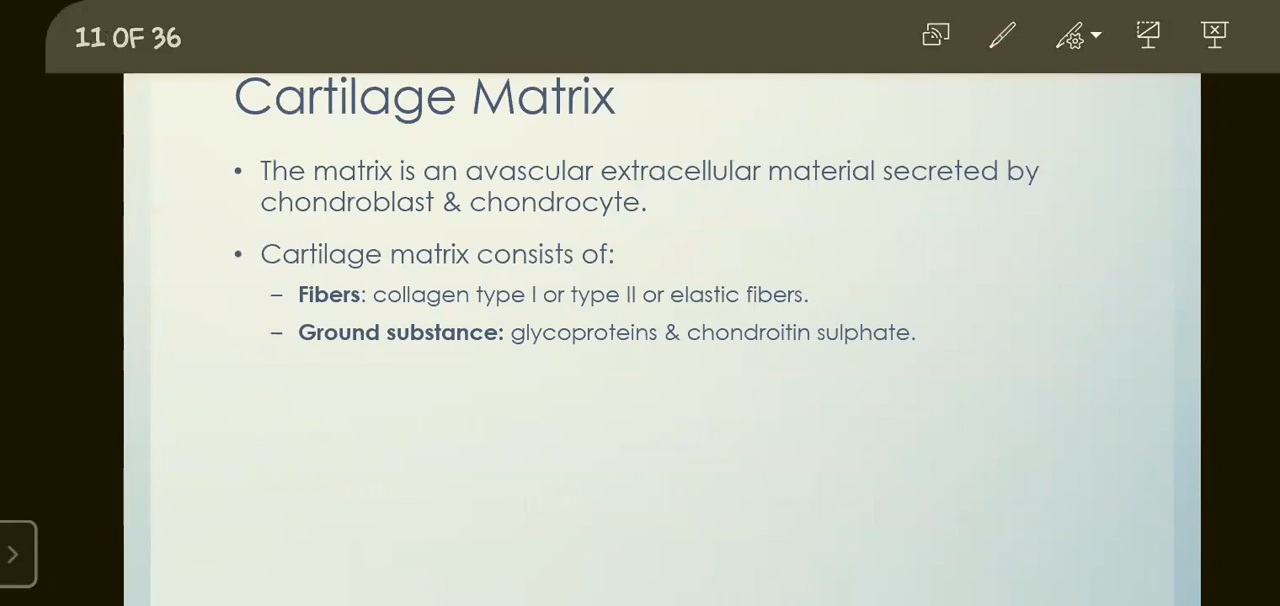 11 OF 36
Cartilage Matrix
• The matrix is an avascular extracellular material secreted by
chondroblast & chondrocyte.
• Cartilage matrix consists of:
– Fibers: collagen type I or type II or elastic fibers.
– Ground substance: glycoproteins & chondroitin sulphate.